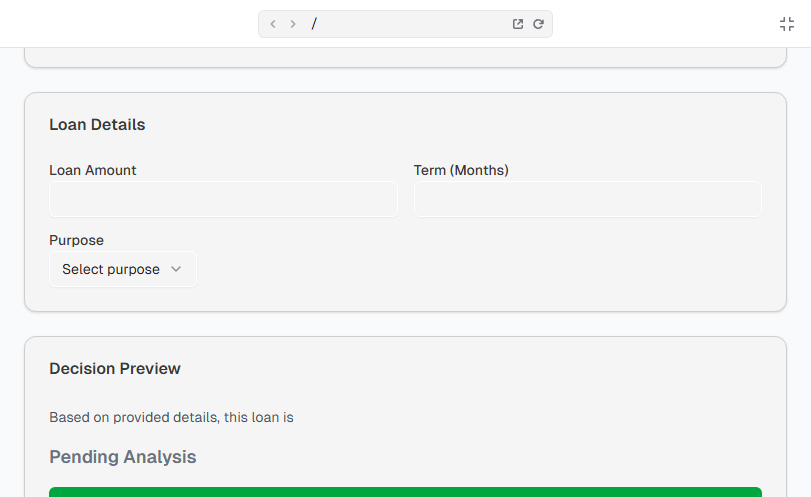 /
Loan Details
Loan Amount
Term (Months)
Purpose
Select purpose
Decision Preview
Based on provided details, this loan is
Pending Analysis